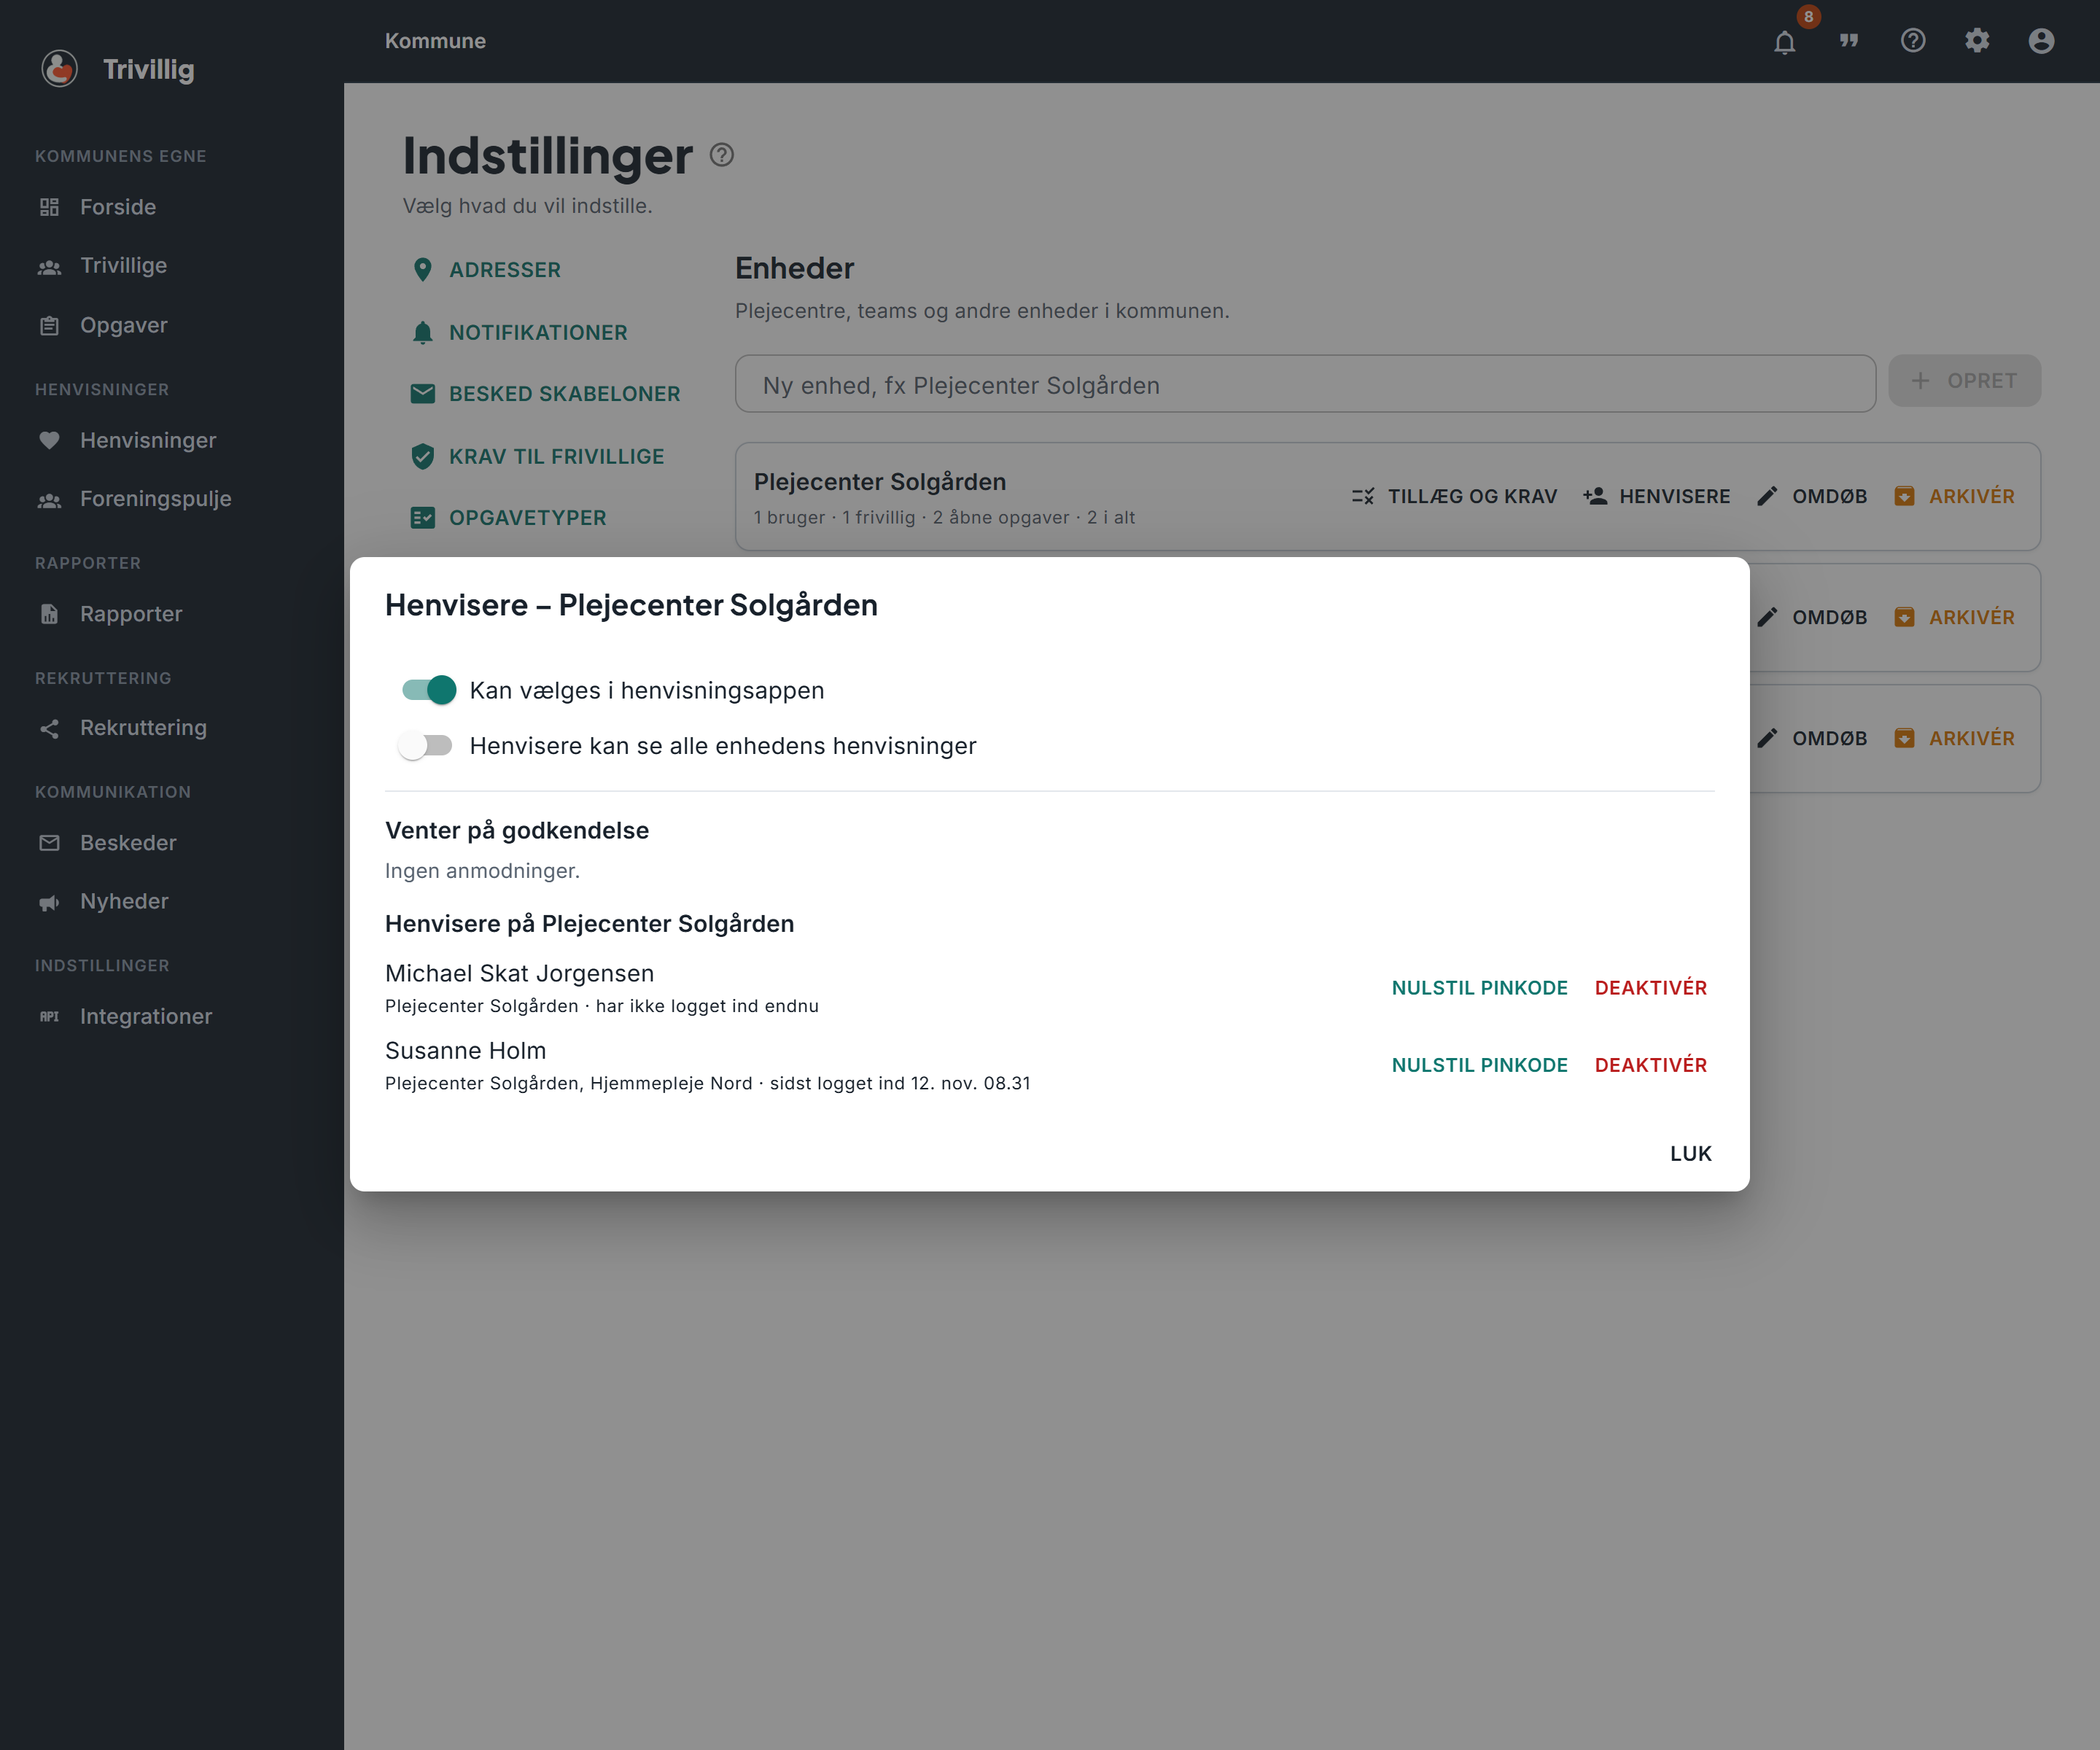 Trivillig
Kommune
8
KOMMUNENS EGNE
Forside
Trivillige
Opgaver
HENVISNINGER
Henvisninger
Foreningspulje
RAPPORTER
Rapporter
REKRUTTERING
Rekruttering
KOMMUNIKATION
Beskeder
Nyheder
INDSTILLINGER
API Integrationer
Indstillinger
Vælg hvad du vil indstille.
ADRESSER
NOTIFIKATIONER
BESKED SKABELONER
KRAV TIL FRIVILLIGE
OPGAVETYPER
Enheder
Plejecentre, teams og andre enheder i kommunen.
Ny enhed, fx Plejecenter Solgården
OPRET
Plejecenter Solgården
1 bruger · 1 frivillig · 2 åbne opgaver · 2 i alt
TILLÆG OG KRAV HENVISERE OMDØB ARKIVÉR
OMDØB ARKIVÉR
OMDØB ARKIVÉR
Henvisere – Plejecenter Solgården
Kan vælges i henvisningsappen
Henvisere kan se alle enhedens henvisninger
Venter på godkendelse
Ingen anmodninger.
Henvisere på Plejecenter Solgården
Michael Skat Jorgensen
Plejecenter Solgården · har ikke logget ind endnu
NULSTIL PINKODE DEAKTIVÉR
Susanne Holm
Plejecenter Solgården, Hjemmepleje Nord · sidst logget ind 12. nov. 08.31
NULSTIL PINKODE DEAKTIVÉR
LUK